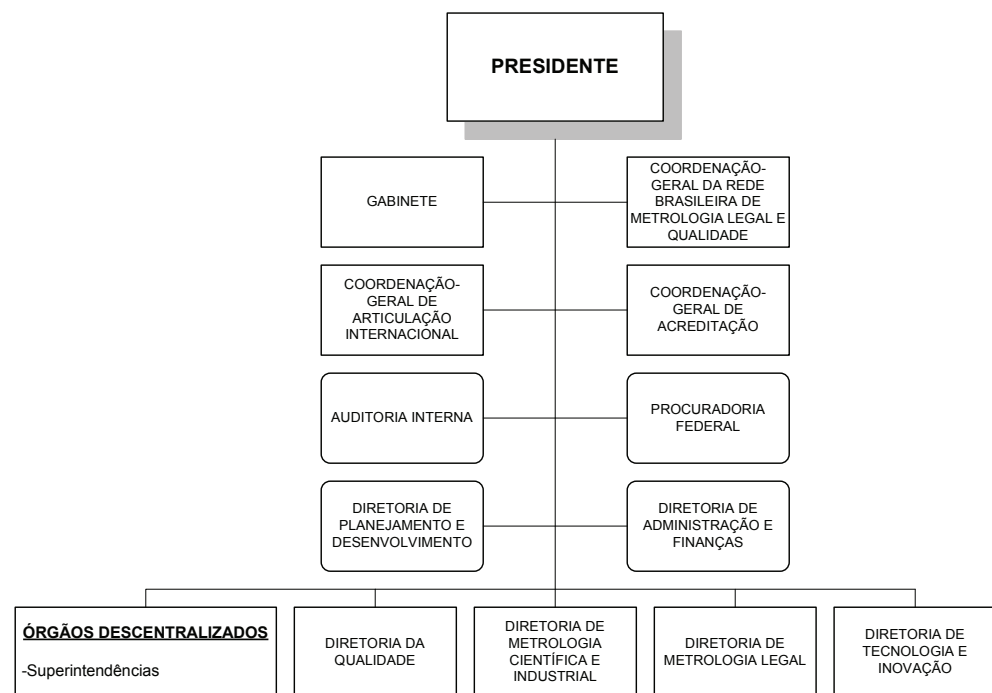 PRESIDENTE
GABINETE
COORDENAÇÃO-
GERAL DA REDE
BRASILEIRA DE
METROLOGIA LEGAL E
QUALIDADE
COORDENAÇÃO-
GERAL DE
ARTICULAÇÃO
INTERNACIONAL
COORDENAÇÃO-
GERAL DE
ACREDITAÇÃO
AUDITORIA INTERNA
PROCURADORIA
FEDERAL
DIRETORIA DE
PLANEJAMENTO E
DESENVOLVIMENTO
DIRETORIA DE
ADMINISTRAÇÃO E
FINANÇAS
ÓRGÃOS DESCENTRALIZADOS
-Superintendências
DIRETORIA DA
QUALIDADE
DIRETORIA DE
METROLOGIA
CIENTÍFICA E
INDUSTRIAL
DIRETORIA DE
METROLOGIA LEGAL
DIRETORIA DE
TECNOLOGIA E
INOVAÇÃO